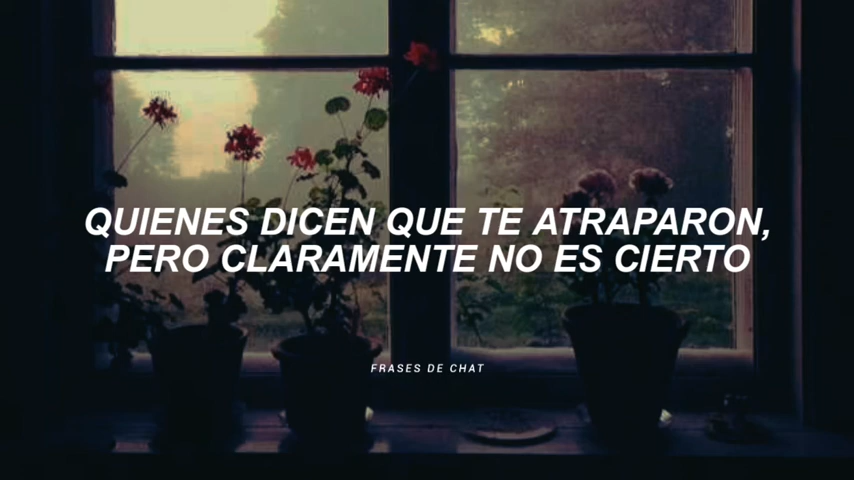 QUIENES DICEN QUE TE ATRAPARON,
PERO CLARAMENTE NO ES CIERTO
FRASES DE CHAT